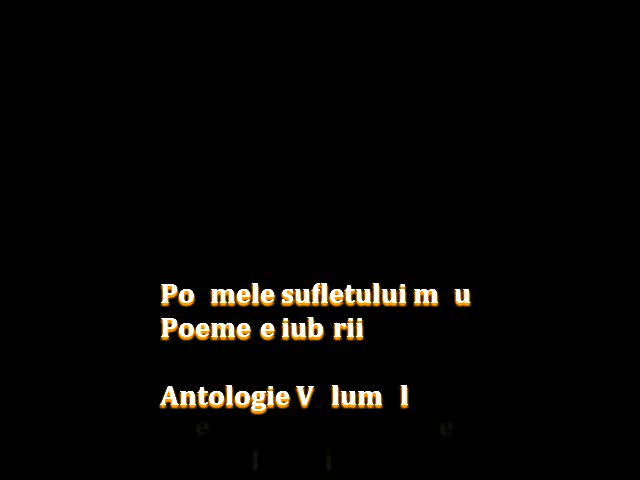 Po mele sufletului m u
Poeme e iub rii
Antologie V lum l
e e
l i